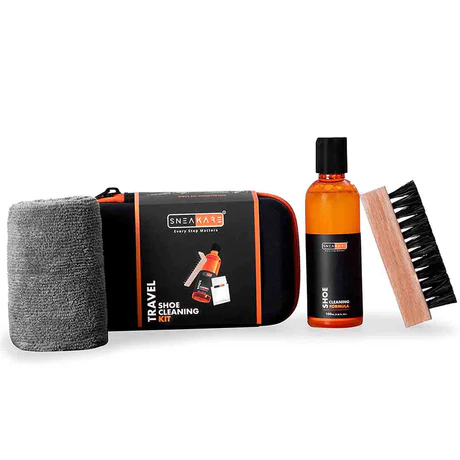 SNEAKARE
Every Step Matters
TRAVEL
SHOE
CLEANING
KIT
SNEAKARE
SHOE
CLEANING
FORMULA